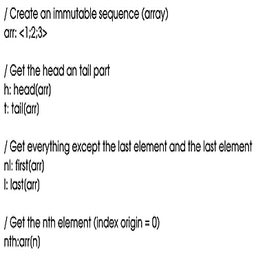 / Create an immutable sequence (array)
arr: <1;2;3>
/ Get the head an tail part
h: head(arr)
t: tail(arr)
/ Get everything except the last element and the last element
nl: first(arr)
l: last(arr)
/ Get the nth element (index origin = 0)
nth:arr(n)